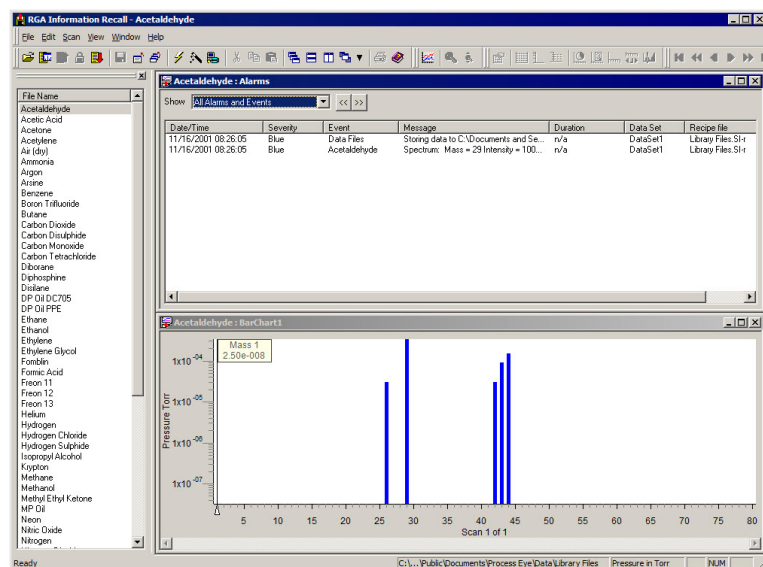 RGA Information Recall - Acetaldehyde
File Edit Scan View Window Help
File Name
Acetaldehyde
Acetic Acid
Acetone
Acetylene
Air (dry)
Ammonia
Argon
Arsine
Benzene
Boron Trifluoride
Butane
Carbon Dioxide
Carbon Disulphide
Carbon Monoxide
Carbon Tetrachloride
Diborane
Diphosphine
Disilane
DP Oil DC705
DP Oil PPE
Ethane
Ethanol
Ethylene
Ethylene Glycol
Fomblin
Formic Acid
Freon 11
Freon 12
Freon 13
Helium
Hydrogen
Hydrogen Chloride
Hydrogen Sulphide
Isopropyl Alcohol
Krypton
Methane
Methanol
Methyl Ethyl Ketone
MP Oil
Neon
Nitric Oxide
Nitrogen
Acetaldehyde : Alarms
Show All Alarms and Events << >>
Date/Time Severity Event Message Duration Data Set Recipe file
11/16/2001 08:26:05 Blue Data Files Storing data to C:\Documents and Se... n/a DataSet1 Library Files.SI-r
11/16/2001 08:26:05 Blue Acetaldehyde Spectrum: Mass = 29 Intensity = 100... n/a DataSet1 Library Files.SI-r
Acetaldehyde : BarChart1
Mass 1
2.50e-008
Pressure Torr
1x10-04
1x10-05
1x10-06
1x10-07
5 10 15 20 25 30 35 40 45 50 55 60 65 70 75 80
Scan 1 of 1
Ready C:\...\Public\Documents\Process Eye\Data\Library Files Pressure in Torr NUM